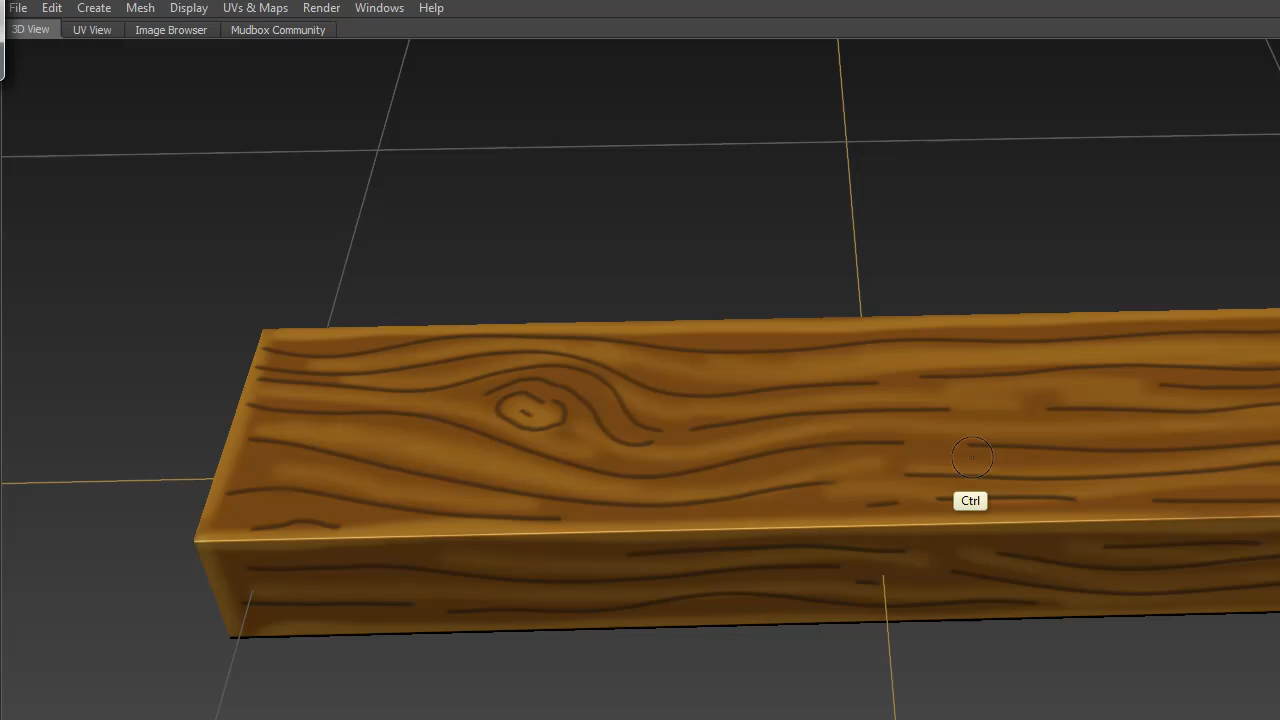 File Edit Create Mesh Display UVs & Maps Render Windows Help
3D View UV View Image Browser Mudbox Community
Ctrl